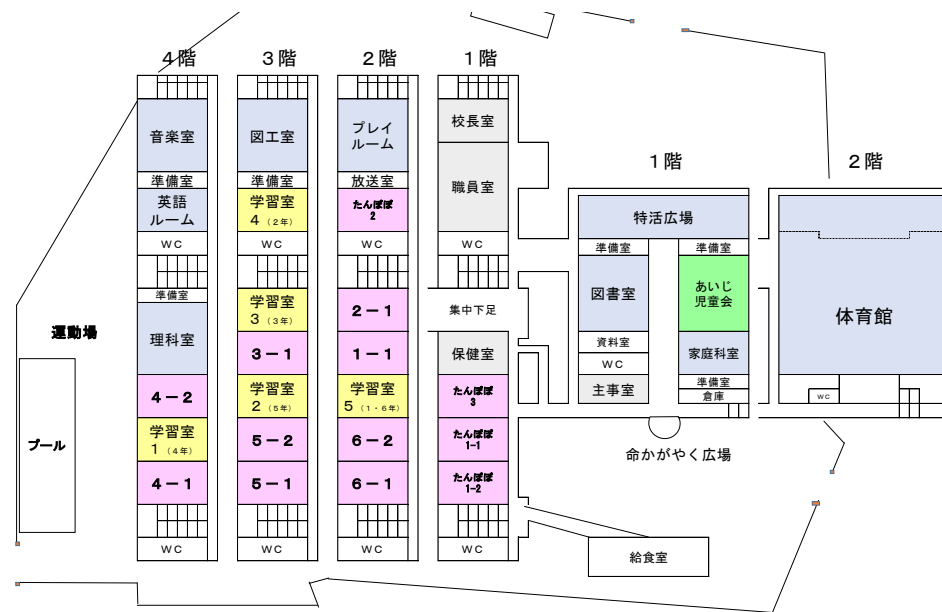 4階
音楽室
準備室
英語
ルーム
WC
準備室
理科室
4－2
学習室
1（4年）
4－1
WC
3階
図工室
準備室
学習室
4（2年）
WC
学習室
3（3年）
3－1
学習室
2（5年）
5－2
5－1
WC
2階
プレイ
ルーム
放送室
たんぽぽ
2
WC
2－1
1－1
学習室
5（1・6年）
6－2
6－1
WC
1階
校長室
職員室
WC
集中下足
保健室
たんぽぽ
3
たんぽぽ
1-1
たんぽぽ
1-2
WC
1階
特活広場
準備室
準備室
図書室
あいじ
児童会
資料室
WC
家庭科室
主事室
準備室
倉庫
命かがやく広場
2階
体育館
WC
運動場
プール
給食室